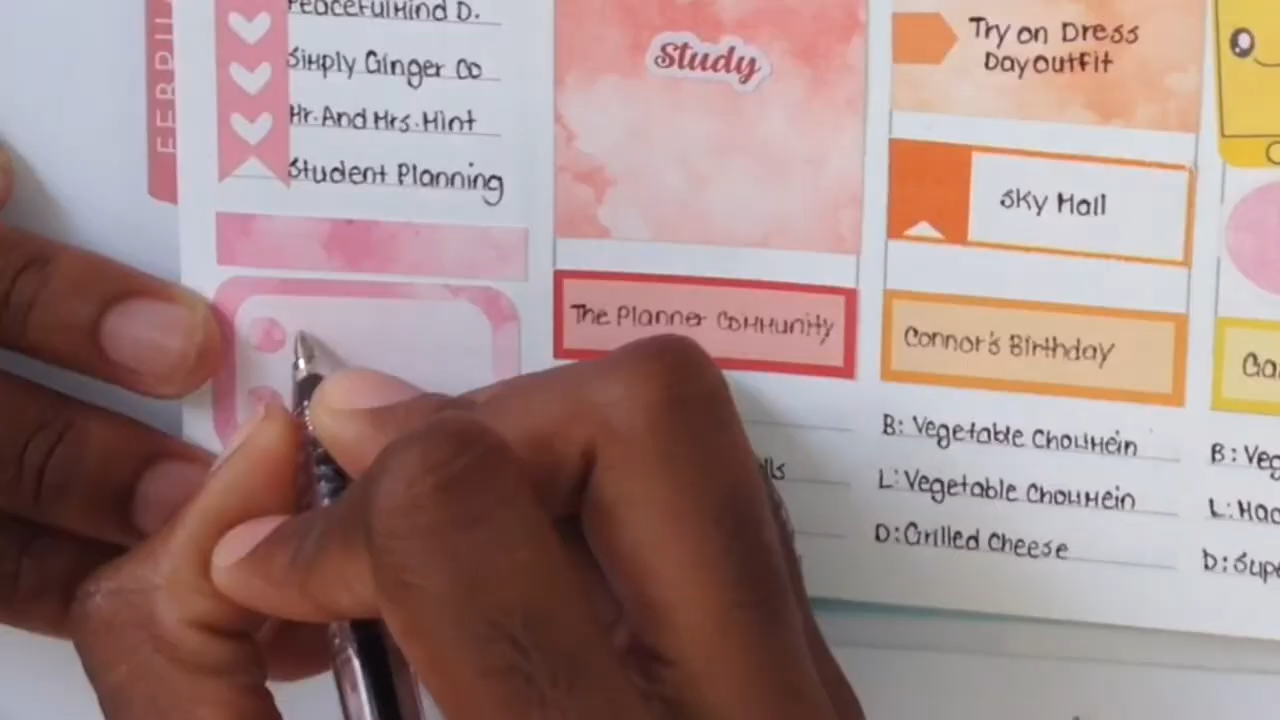 PeacefulMind D.
Simply Ginger Co
Mr. And Mrs. Mint
Student Planning
Study
The Planner Community
Try on Dress
Day outfit
Sky Mall
Connor's Birthday
B: Vegetable Chowmein
L: Vegetable Chowmein
D: Grilled Cheese
B: Veg
L: Mac
D: Supe